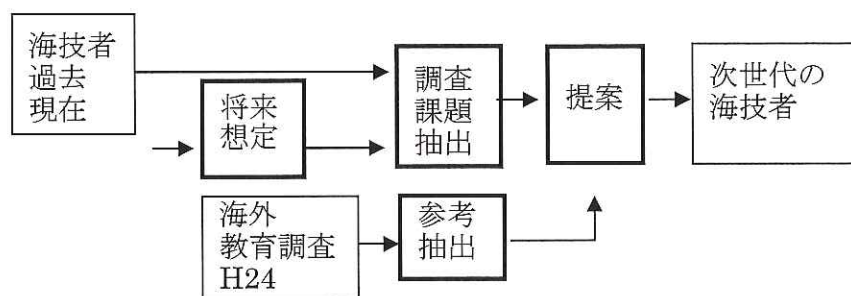 海技者
過去
現在
将来
想定
調査
課題
抽出
提案
次世代の
海技者
海外
教育調査
H24
参考
抽出